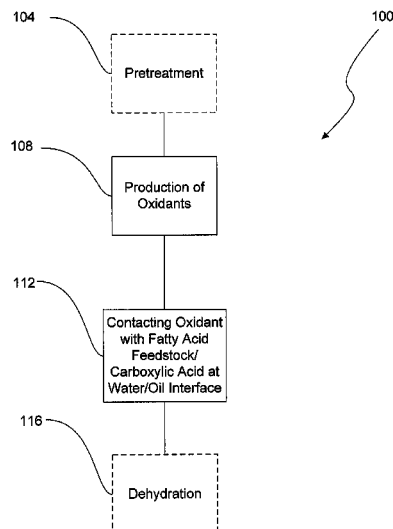 104
100
Pretreatment
108
Production of
Oxidants
112
Contacting Oxidant
with Fatty Acid
Feedstock/
Carboxylic Acid at
Water/Oil Interface
116
Dehydration